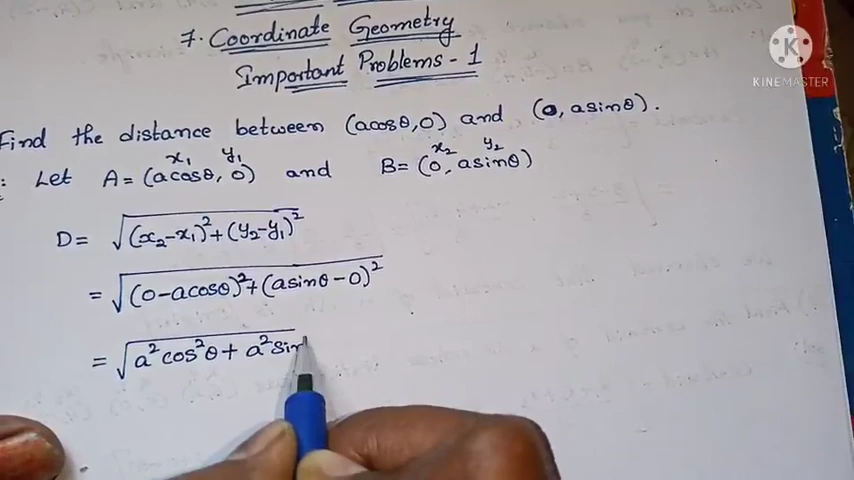 7. Coordinate Geometry
Important Problems - 1
KINEMASTER
Find the distance between (acosθ, 0) and (0, asinθ).
: Let A = (acosθ, 0) and B = (0, asinθ)
x₁ y₁ x₂ y₂
D = √(x₂-x₁)²+(y₂-y₁)²
= √(0-acosθ)²+(asinθ-0)²
= √a²cos²θ + a²sin